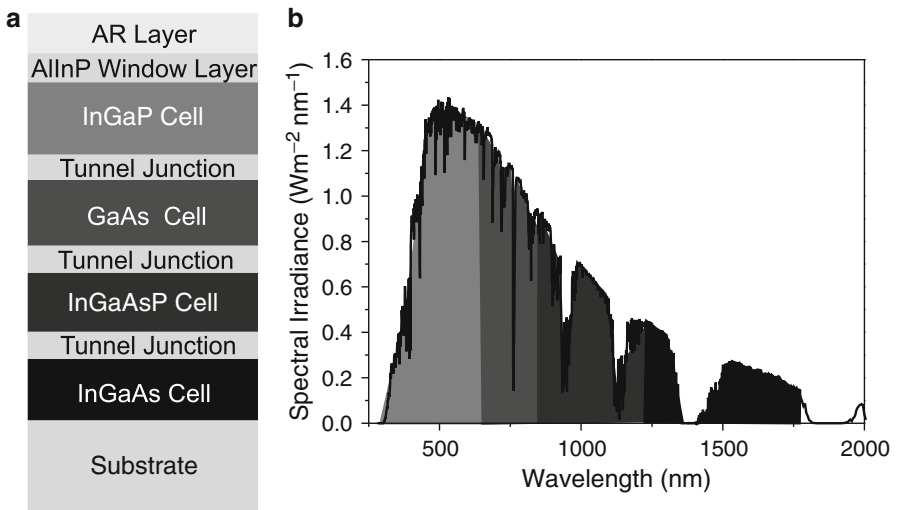 a
AR Layer
AlInP Window Layer
InGaP Cell
Tunnel Junction
GaAs Cell
Tunnel Junction
InGaAsP Cell
Tunnel Junction
InGaAs Cell
Substrate
b
Spectral Irradiance (Wm⁻² nm⁻¹)
1.6
1.4
1.2
1.0
0.8
0.6
0.4
0.2
0.0
500
1000
1500
2000
Wavelength (nm)